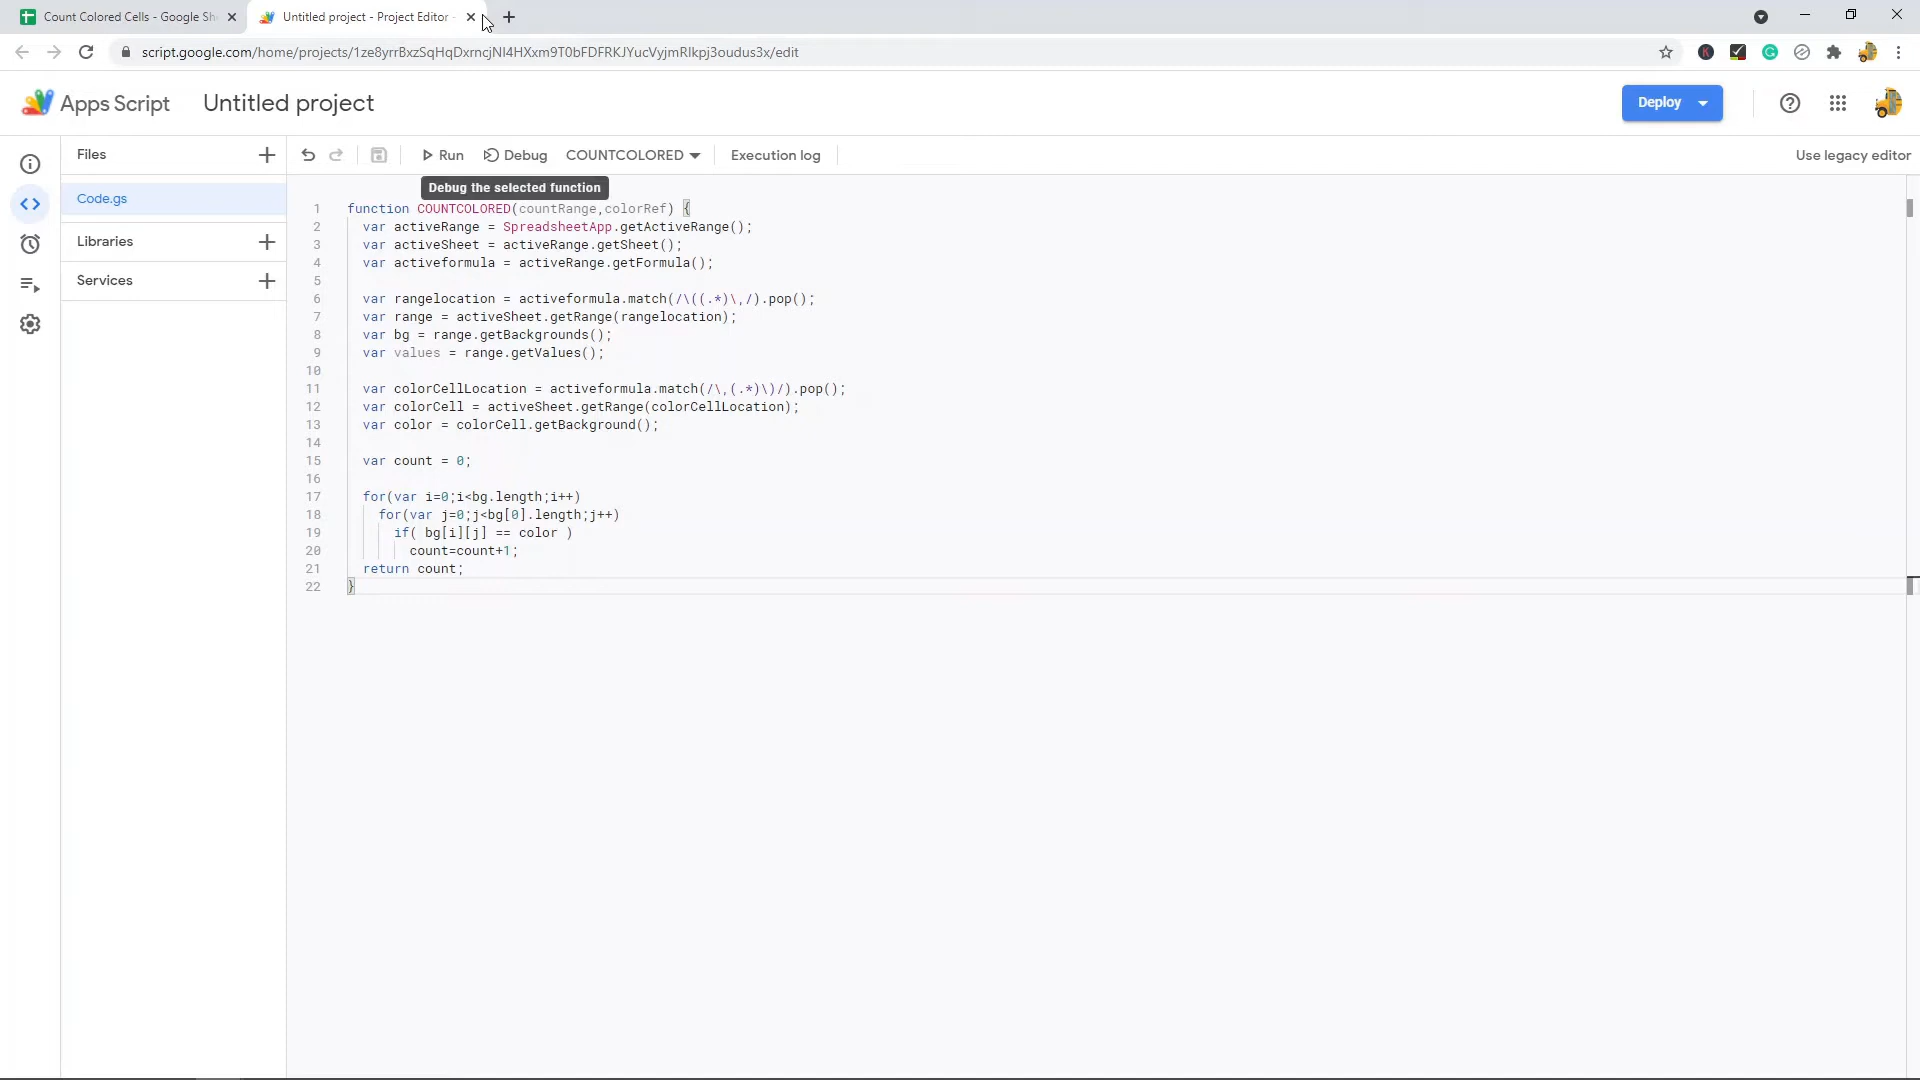 Count Colored Cells - Google She
Untitled project - Project Editor -
script.google.com/home/projects/1ze8yrrBxzSqHqDxrncjNl4HXxm9T0bFDFRKJYucVyjmRlkpj3oudus3x/edit
Apps Script
Untitled project
Deploy
Files
Run
Debug
COUNTCOLORED
Execution log
Use legacy editor
Debug the selected function
Code.gs
Libraries
Services
1 function COUNTCOLORED(countRange,colorRef) {
2 var activeRange = SpreadsheetApp.getActiveRange();
3 var activeSheet = activeRange.getSheet();
4 var activeformula = activeRange.getFormula();
5
6 var rangelocation = activeformula.match(/\((.*)\,/).pop();
7 var range = activeSheet.getRange(rangelocation);
8 var bg = range.getBackgrounds();
9 var values = range.getValues();
10
11 var colorCellLocation = activeformula.match(/\,(.*)\)/).pop();
12 var colorCell = activeSheet.getRange(colorCellLocation);
13 var color = colorCell.getBackground();
14
15 var count = 0;
16
17 for(var i=0;i<bg.length;i++)
18 for(var j=0;j<bg[0].length;j++)
19 if( bg[i][j] == color )
20 count=count+1;
21 return count;
22 }